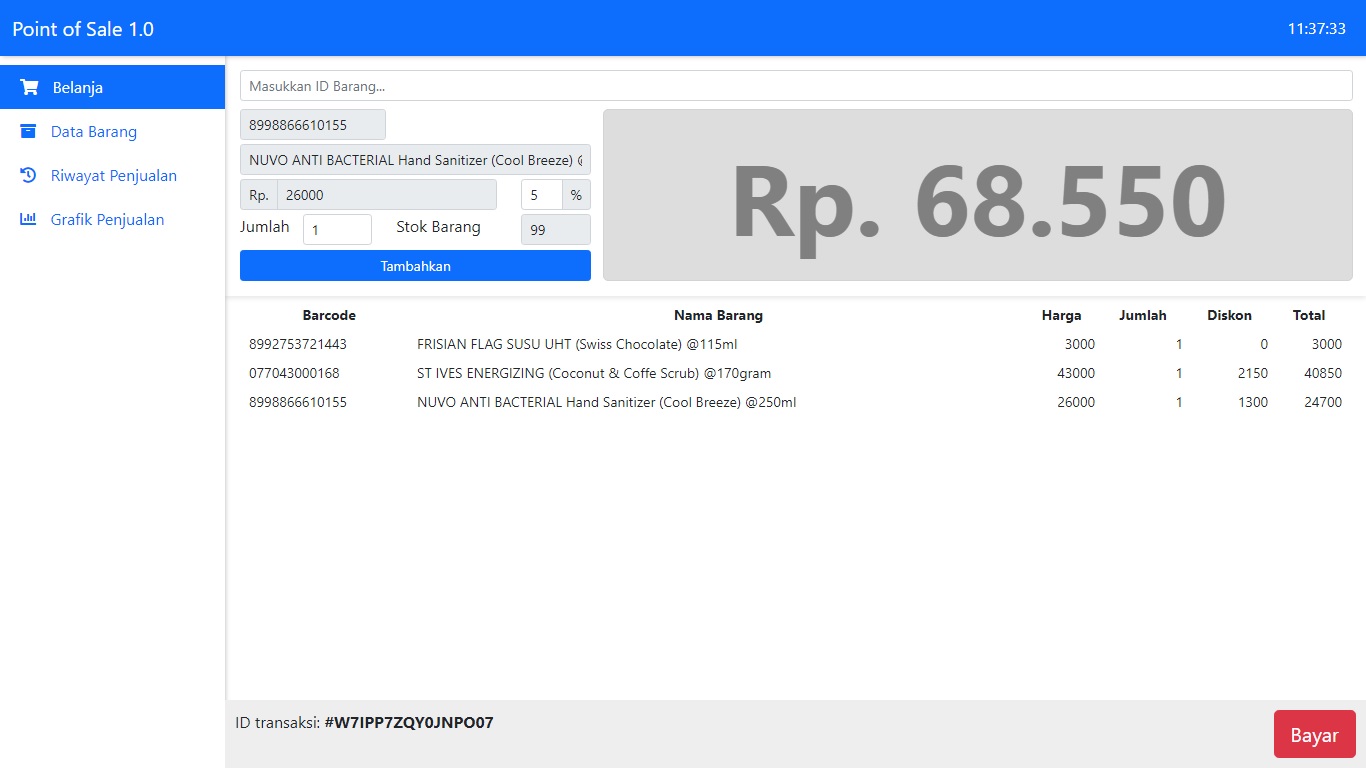 Point of Sale 1.0
11:37:33
Belanja
Data Barang
Riwayat Penjualan
Grafik Penjualan
Masukkan ID Barang...
8998866610155
NUVO ANTI BACTERIAL Hand Sanitizer (Cool Breeze) @
Rp. 26000 5 %
Jumlah 1 Stok Barang 99
Tambahkan
Rp. 68.550
Barcode Nama Barang Harga Jumlah Diskon Total
8992753721443 FRISIAN FLAG SUSU UHT (Swiss Chocolate) @115ml 3000 1 0 3000
077043000168 ST IVES ENERGIZING (Coconut & Coffe Scrub) @170gram 43000 1 2150 40850
8998866610155 NUVO ANTI BACTERIAL Hand Sanitizer (Cool Breeze) @250ml 26000 1 1300 24700
ID transaksi: #W7IPP7ZQY0JNPO07
Bayar